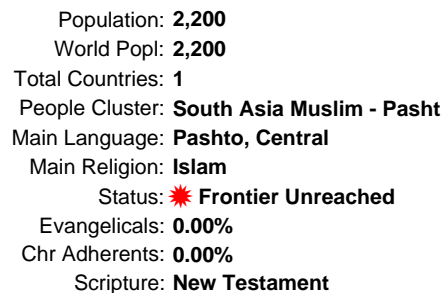 Population: 2,200
World Popl: 2,200
Total Countries: 1
People Cluster: South Asia Muslim - Pasht
Main Language: Pashto, Central
Main Religion: Islam
Status: Frontier Unreached
Evangelicals: 0.00%
Chr Adherents: 0.00%
Scripture: New Testament